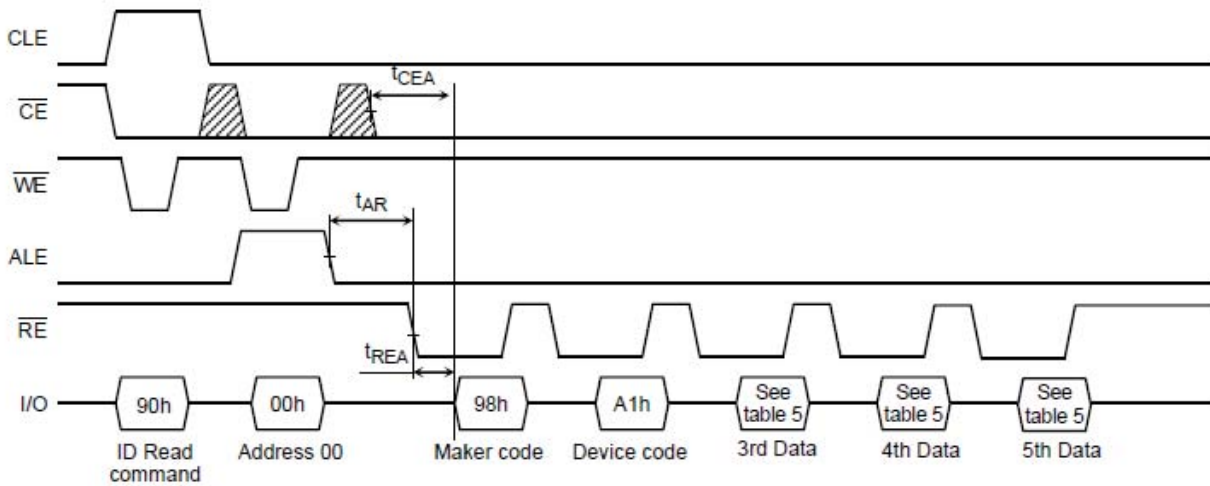 CLE
tCEA
CE
WE
tAR
ALE
RE
tREA
I/O
90h
00h
98h
A1h
See
table 5
See
table 5
See
table 5
ID Read
command
Address 00
Maker code
Device code
3rd Data
4th Data
5th Data